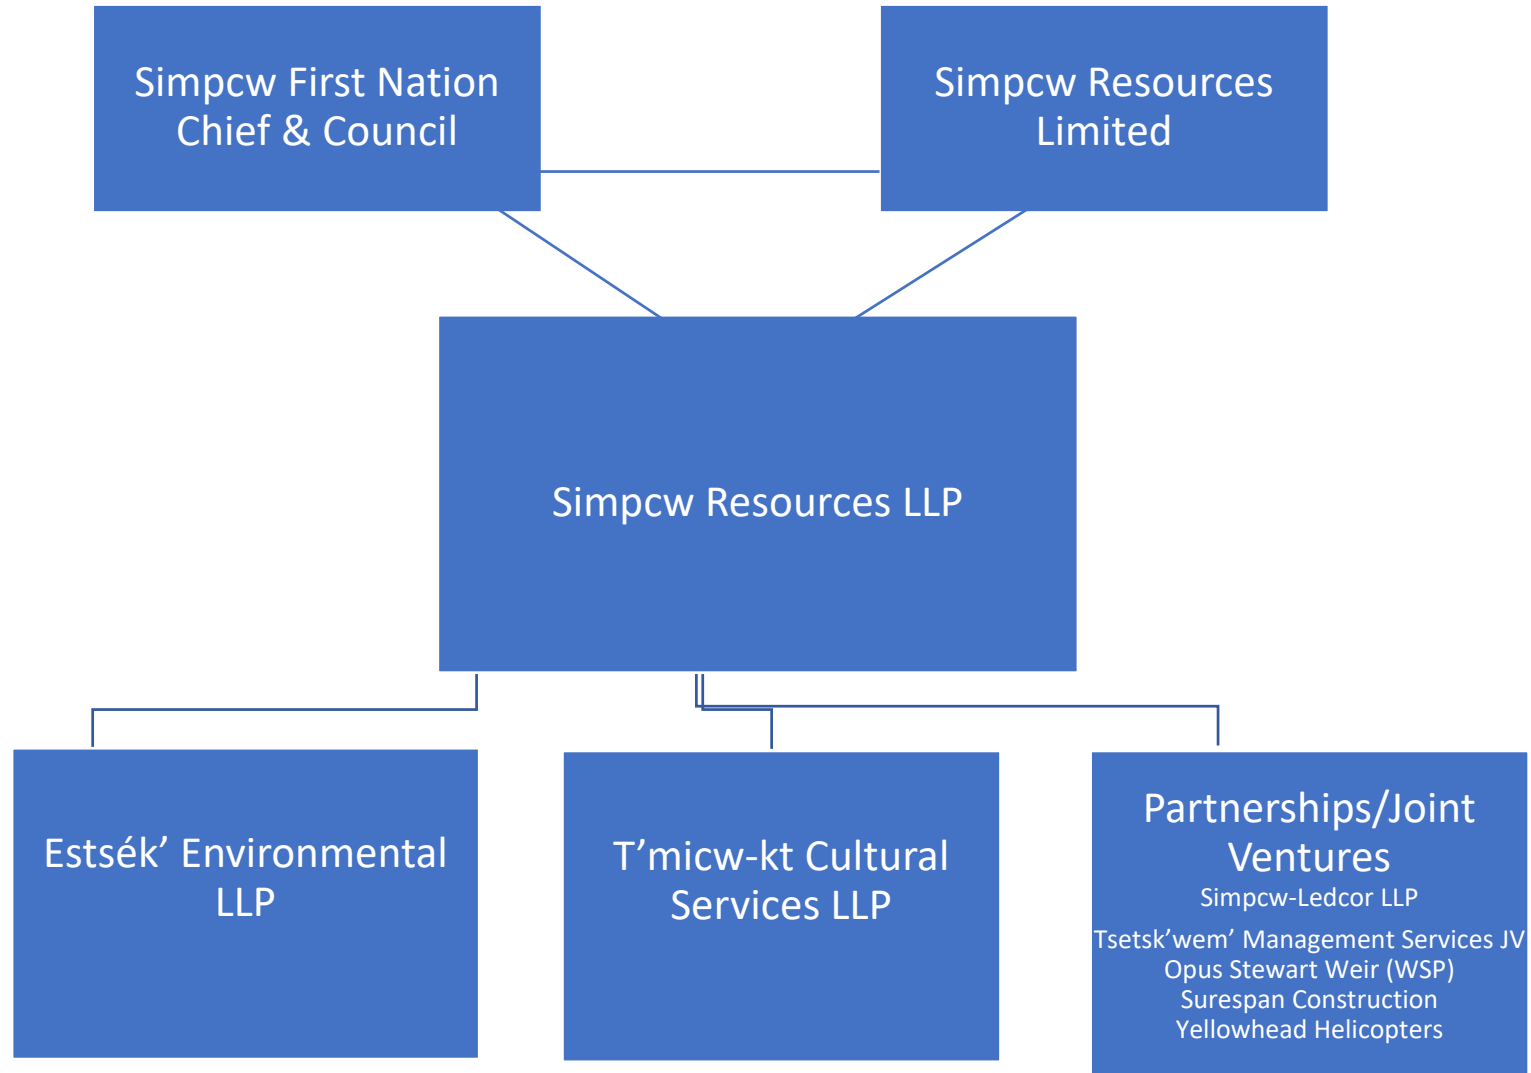 Simpcw First Nation
Chief & Council
Simpcw Resources
Limited
Simpcw Resources LLP
Estsék’ Environmental
LLP
T’micw-kt Cultural
Services LLP
Partnerships/Joint
Ventures
Simpcw-Ledcor LLP
Tsetsk’wem’ Management Services JV
Opus Stewart Weir (WSP)
Surespan Construction
Yellowhead Helicopters